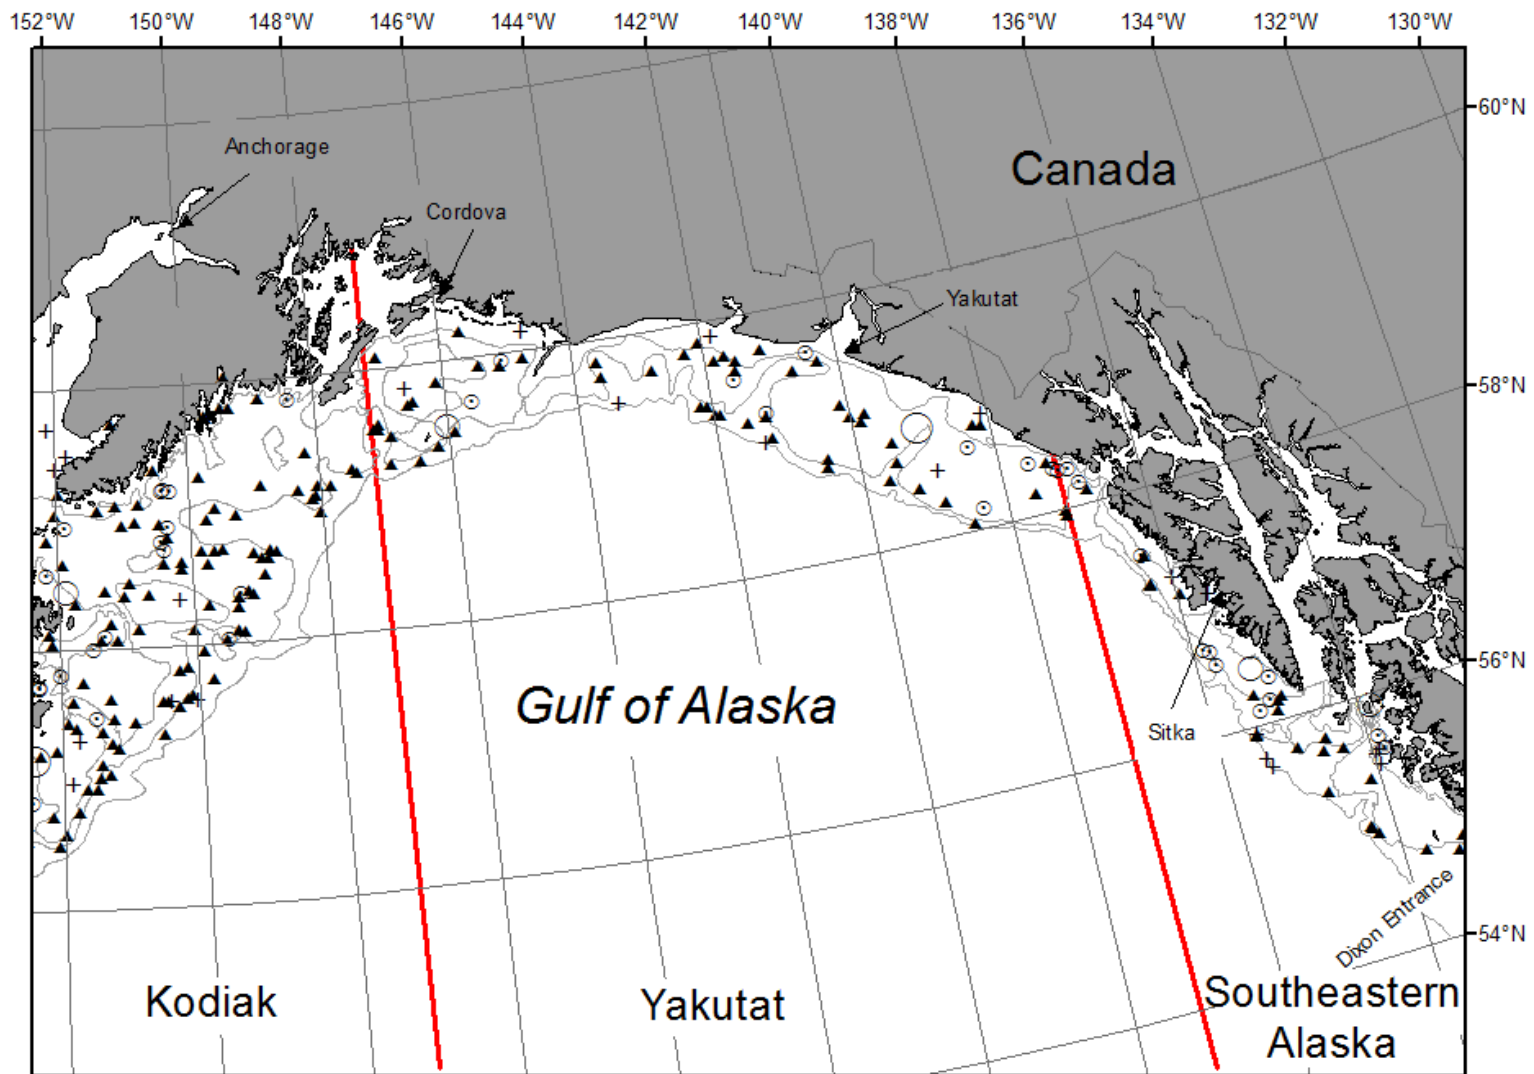 152°W 150°W 148°W 146°W 144°W 142°W 140°W 138°W 136°W 134°W 132°W 130°W
60°N
Anchorage
Canada
Cordova
Yakutat
58°N
56°N
Gulf of Alaska
Sitka
Dixon Entrance
54°N
Kodiak
Yakutat
Southeastern
Alaska